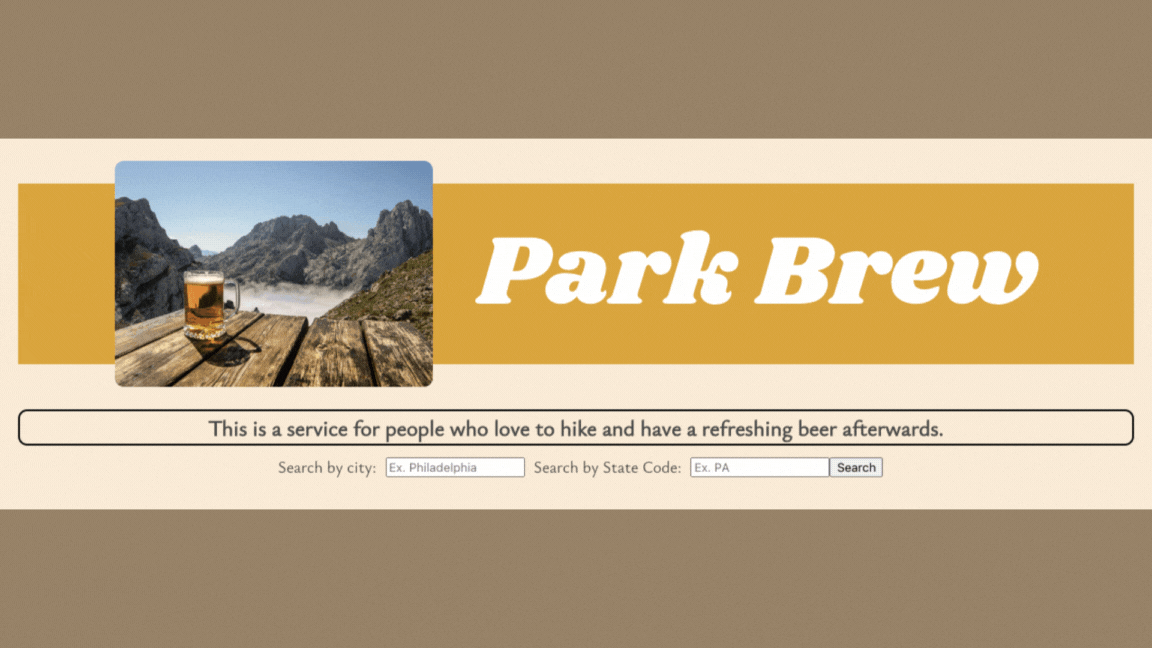 Park Brew
This is a service for people who love to hike and have a refreshing beer afterwards.
Search by city: Ex. Philadelphia Search by State Code: Ex. PA Search